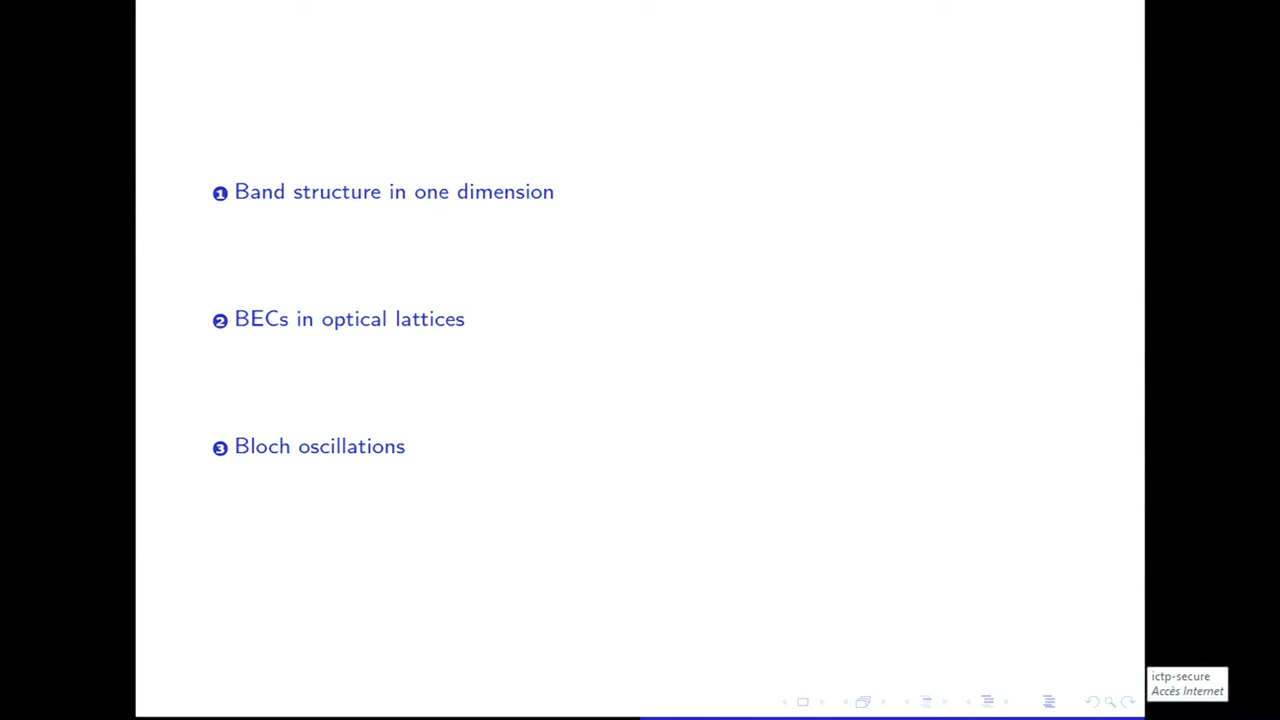 1 Band structure in one dimension
2 BECs in optical lattices
3 Bloch oscillations
ictp-secure
Accès Internet